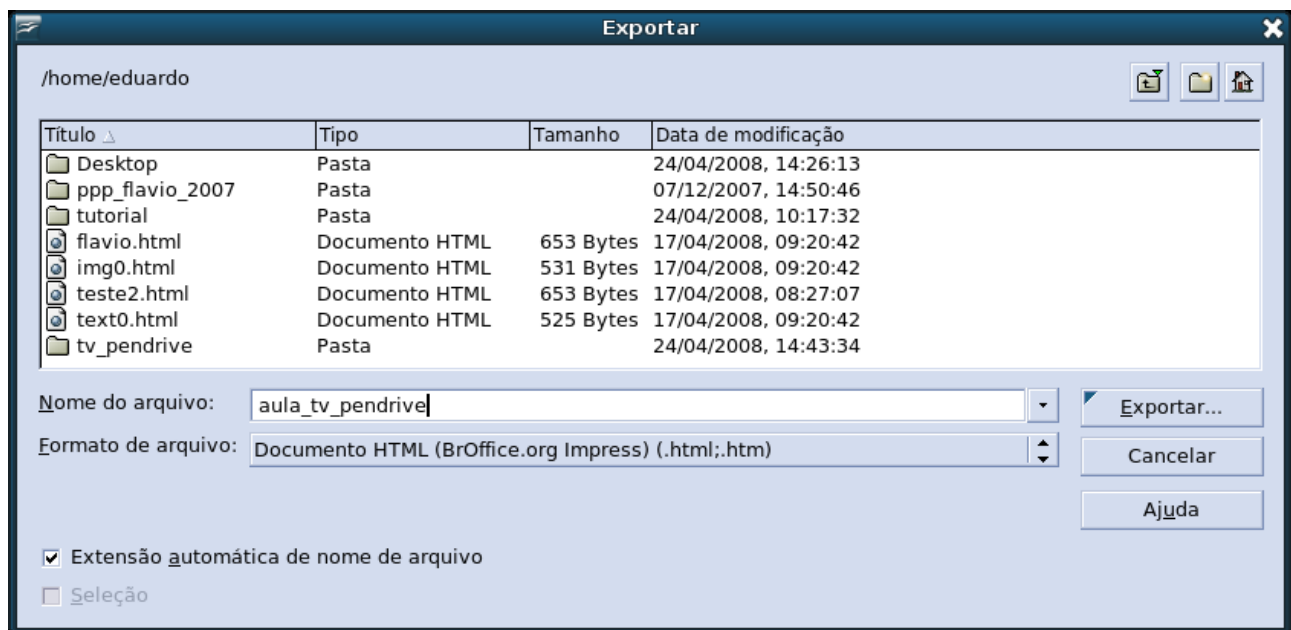 Exportar
/home/eduardo
Título Tipo Tamanho Data de modificação
Desktop Pasta 24/04/2008, 14:26:13
ppp_flavio_2007 Pasta 07/12/2007, 14:50:46
tutorial Pasta 24/04/2008, 10:17:32
flavio.html Documento HTML 653 Bytes 17/04/2008, 09:20:42
img0.html Documento HTML 531 Bytes 17/04/2008, 09:20:42
teste2.html Documento HTML 653 Bytes 17/04/2008, 08:27:07
text0.html Documento HTML 525 Bytes 17/04/2008, 09:20:42
tv_pendrive Pasta 24/04/2008, 14:43:34
Nome do arquivo: aula_tv_pendrive Exportar...
Formato de arquivo: Documento HTML (BrOffice.org Impress) (.html;.htm) Cancelar
Ajuda
Extensão automática de nome de arquivo
Seleção